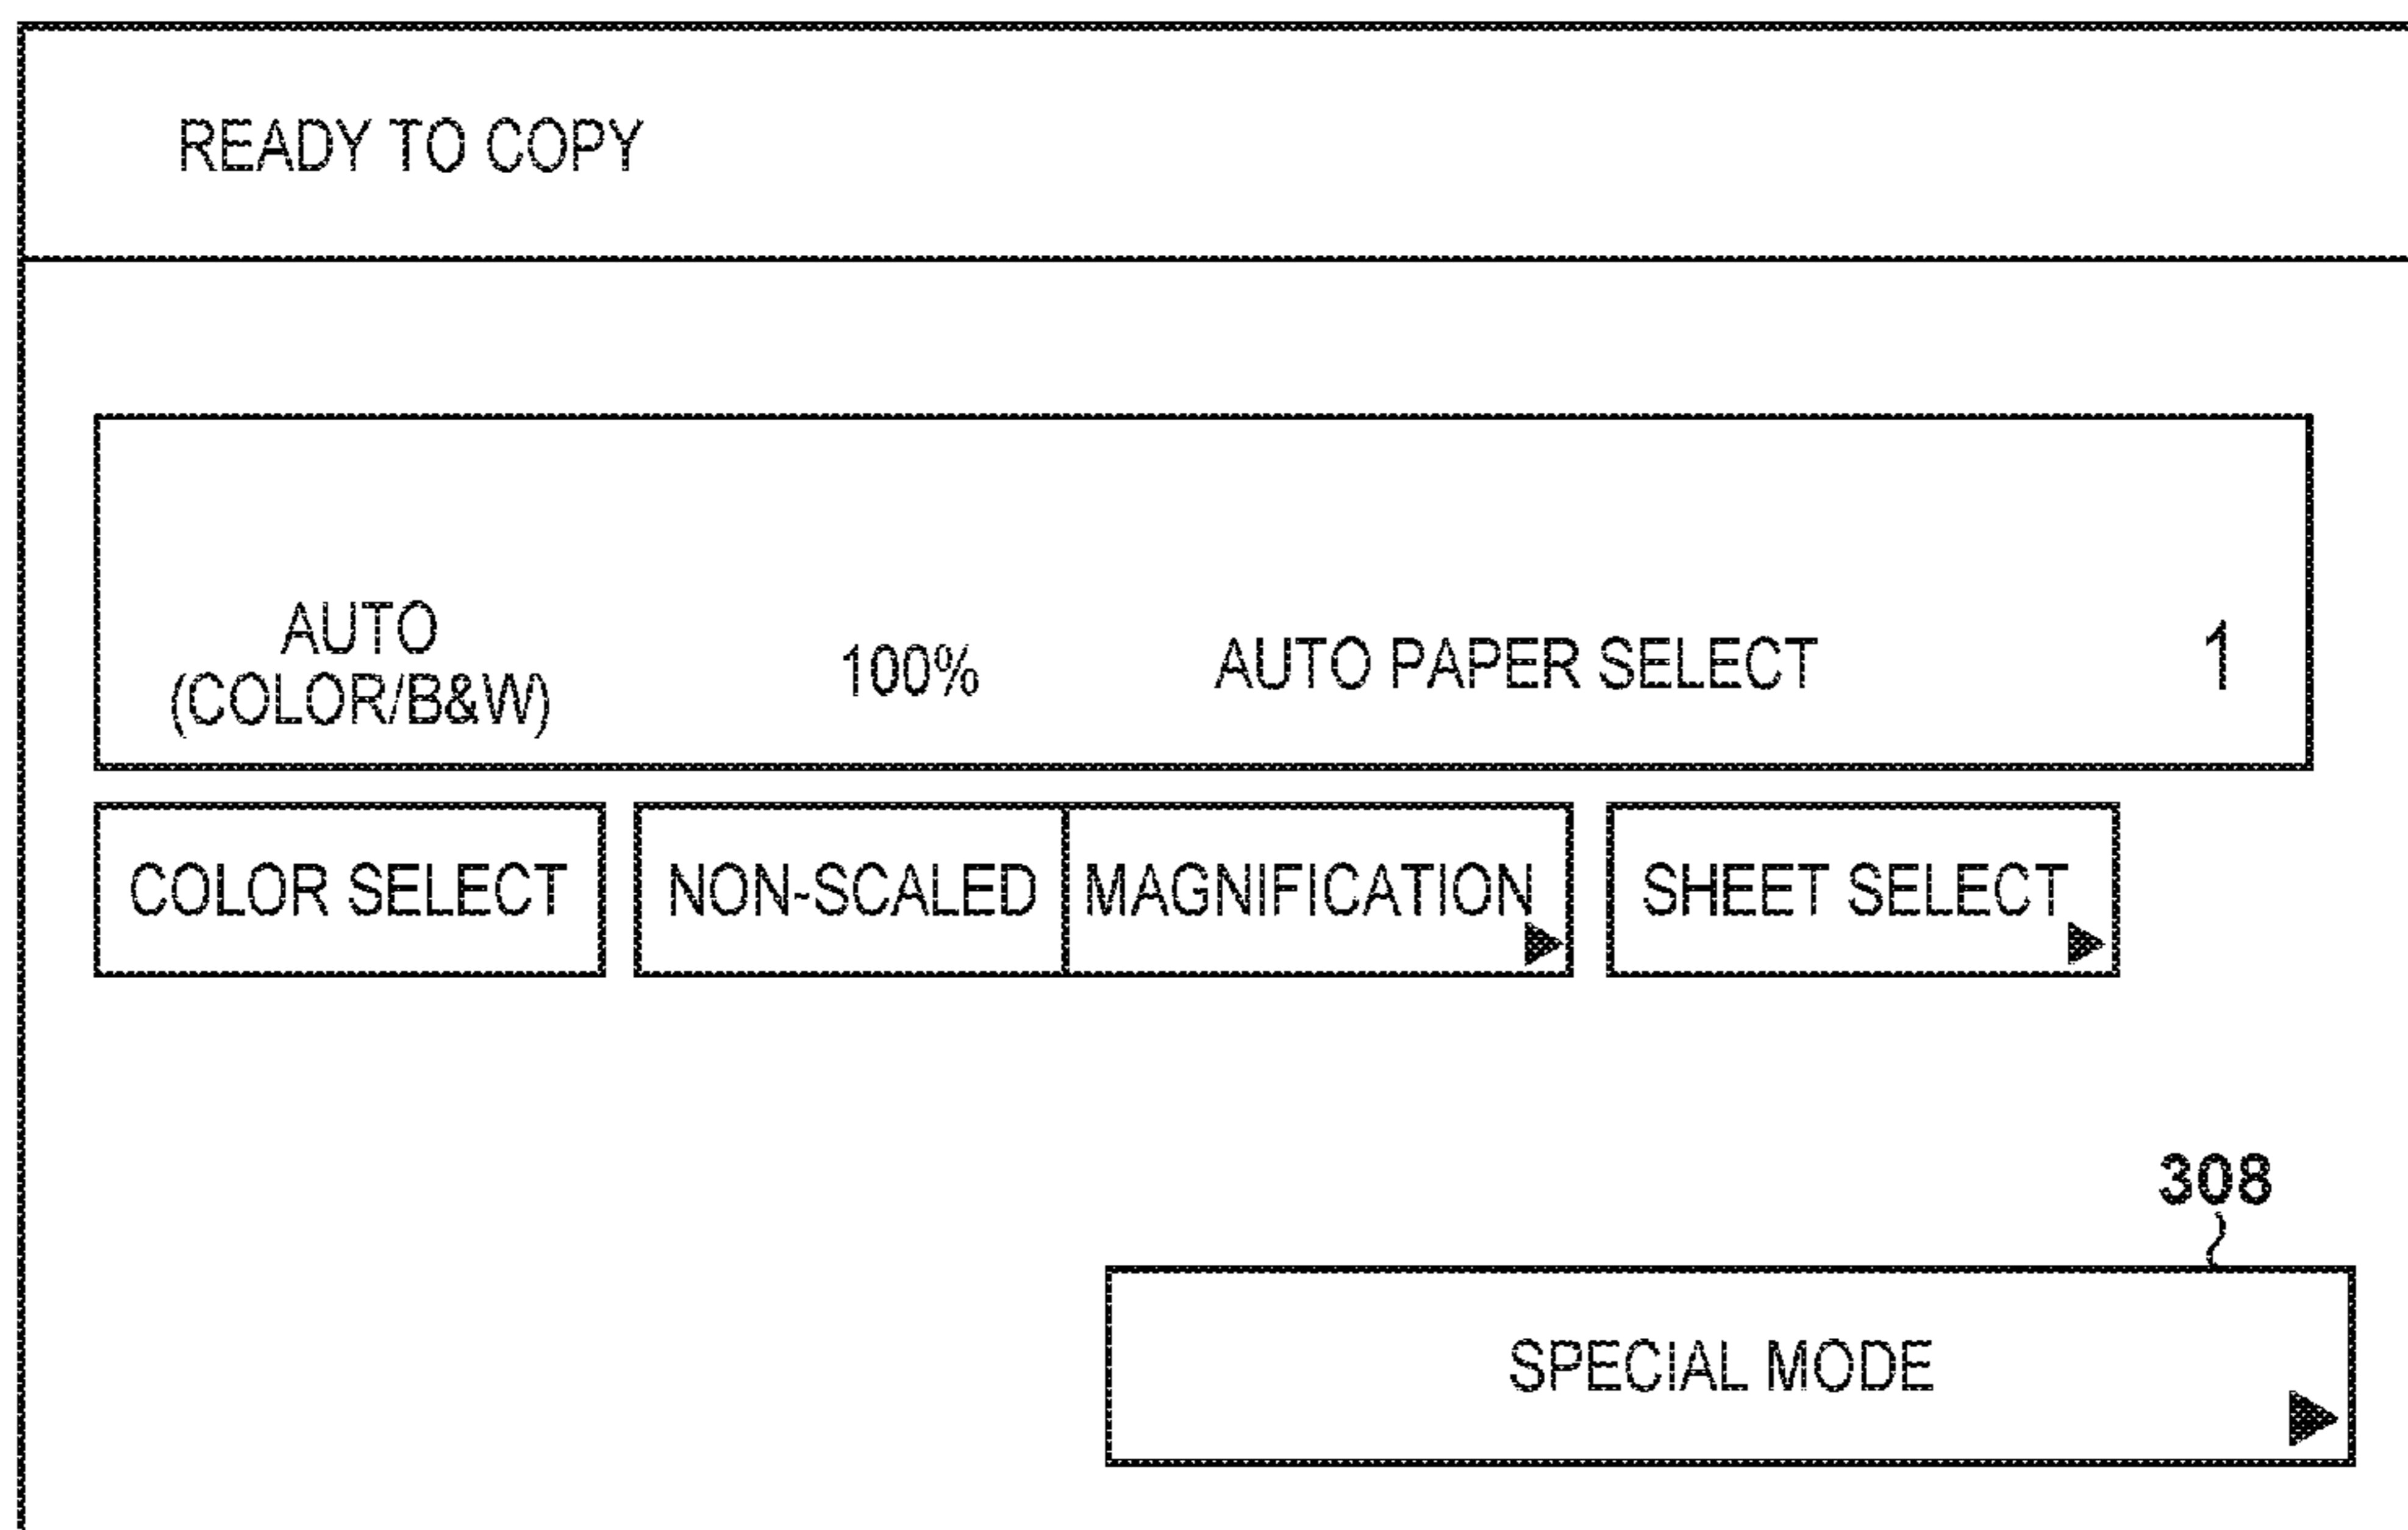 READY TO COPY
AUTO
(COLOR/B&W)
100%
AUTO PAPER SELECT
1
COLOR SELECT
NON-SCALED
MAGNIFICATION
SHEET SELECT
308
SPECIAL MODE